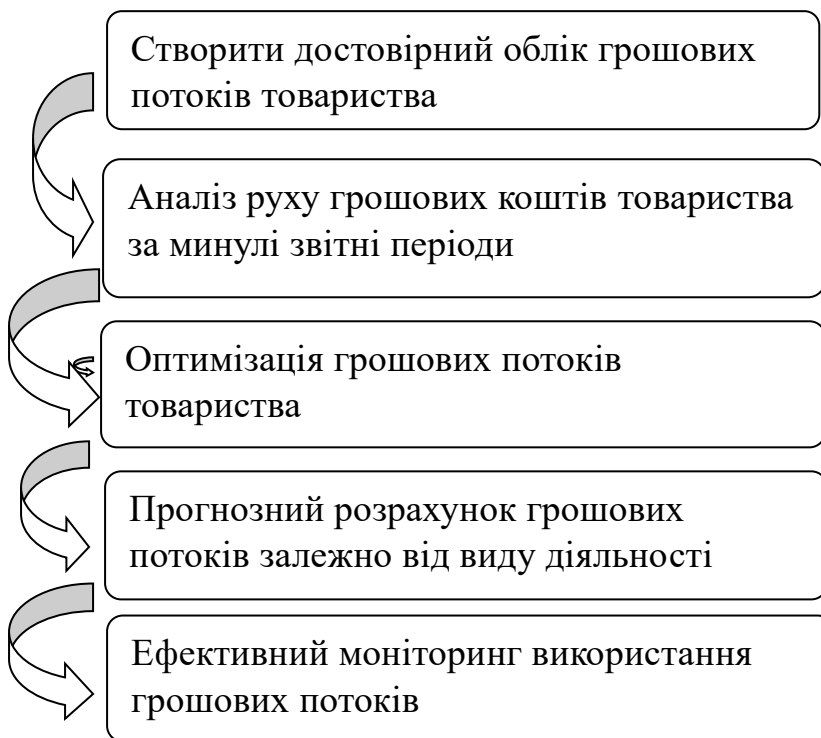 Створити достовірний облік грошових
потоків товариства
Аналіз руху грошових коштів товариства
за минулі звітні періоди
Оптимізація грошових потоків
товариства
Прогнозний розрахунок грошових
потоків залежно від виду діяльності
Ефективний моніторинг використання
грошових потоків